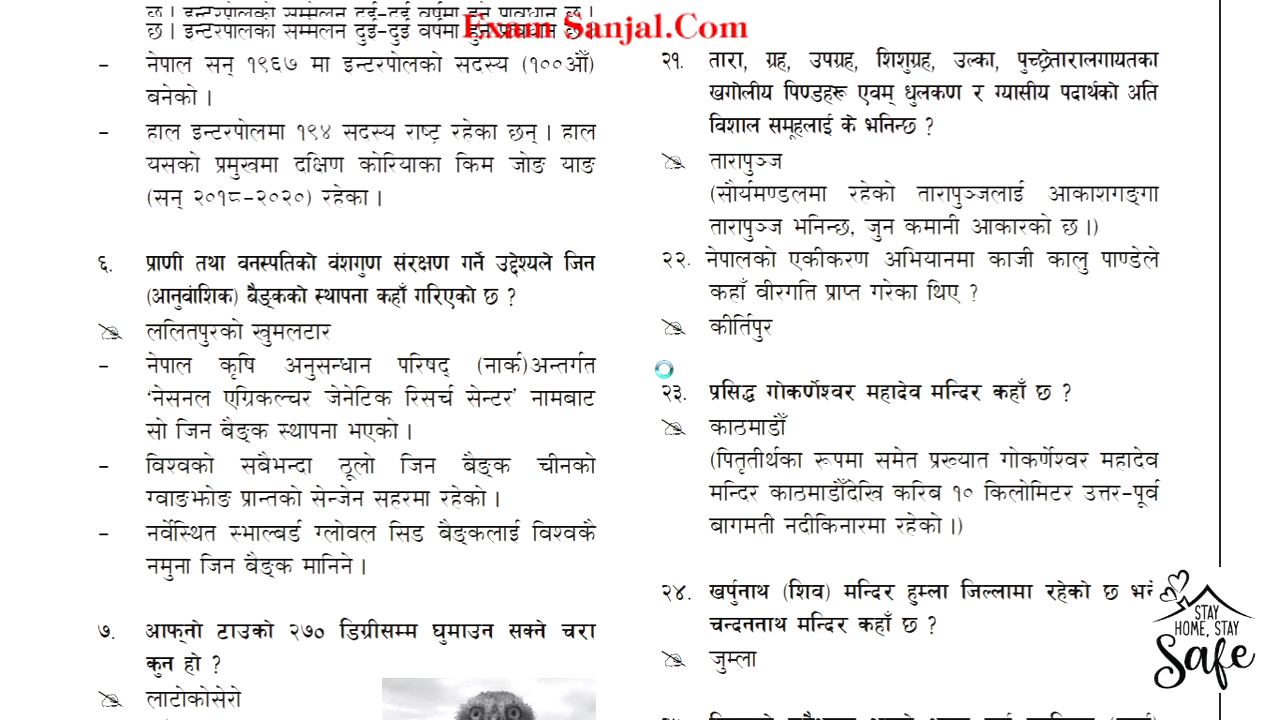 Exam Sanjal.Com
छ । इन्टरपोलको सम्मेलन दुई-दुई वर्षमा हुने प्रावधान छ
– नेपाल सन् १९६७ मा इन्टरपोलको सदस्य (१००औँ)
बनेको ।
– हाल इन्टरपोलमा १९४ सदस्य राष्ट्र रहेका छन् । हाल
यसको प्रमुखमा दक्षिण कोरियाका किम जोङ याङ
(सन् २०१८-२०२०) रहेका ।
६. प्राणी तथा वनस्पतिको वंशगुण संरक्षण गर्ने उद्देश्यले जिन
(आनुवांशिक) बैङ्कको स्थापना कहाँ गरिएको छ ?
ललितपुरको खुमलटार
– नेपाल कृषि अनुसन्धान परिषद् (नार्क)अन्तर्गत
'नेसनल एग्रिकल्चर जेनेटिक रिसर्च सेन्टर' नामबाट
सो जिन बैङ्क स्थापना भएको ।
– विश्वको सबैभन्दा ठूलो जिन बैङ्क चीनको
ग्वाङझोङ प्रान्तको सेन्जेन सहरमा रहेको ।
– नर्वेस्थित स्भाल्बर्ड ग्लोवल सिड बैङ्कलाई विश्वकै
नमुना जिन बैङ्क मानिने ।
७. आफ्नो टाउको २७० डिग्रीसम्म घुमाउन सक्ने चरा
कुन हो ?
लाटोकोसेरो
२१. तारा, ग्रह, उपग्रह, शिशुग्रह, उल्का, पुच्छ्रेतारालगायतका
खगोलीय पिण्डहरू एवम् धुलकण र ग्यासीय पदार्थको अति
विशाल समूहलाई के भनिन्छ ?
तारापुञ्ज
(सौर्यमण्डलमा रहेको तारापुञ्जलाई आकाशगङ्गा
तारापुञ्ज भनिन्छ, जुन कमानी आकारको छ ।)
२२. नेपालको एकीकरण अभियानमा काजी कालु पाण्डेले
कहाँ वीरगति प्राप्त गरेका थिए ?
कीर्तिपुर
२३. प्रसिद्ध गोकर्णेश्वर महादेव मन्दिर कहाँ छ ?
काठमाडौँ
(पितृतीर्थका रूपमा समेत प्रख्यात गोकर्णेश्वर महादेव
मन्दिर काठमाडौँदेखि करिब १० किलोमिटर उत्तर-पूर्व
बागमती नदीकिनारमा रहेको ।)
२४. खर्पुनाथ (शिव) मन्दिर हुम्ला जिल्लामा रहेको छ भने
चन्दननाथ मन्दिर कहाँ छ ?
जुम्ला
STAY
HOME, STAY
Safe